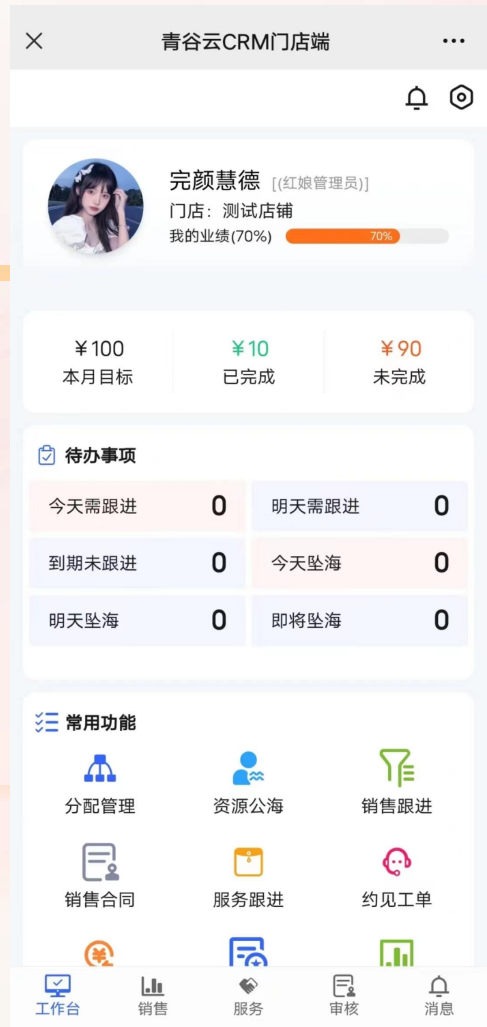 青谷云CRM门店端
完颜慧德 [(红娘管理员)]
门店：测试店铺
我的业绩(70%) 70%
¥100 ¥10 ¥90
本月目标 已完成 未完成
待办事项
今天需跟进 0 明天需跟进 0
到期未跟进 0 今天坠海 0
明天坠海 0 即将坠海 0
常用功能
分配管理 资源公海 销售跟进
销售合同 服务跟进 约见工单
工作台 销售 服务 审核 消息